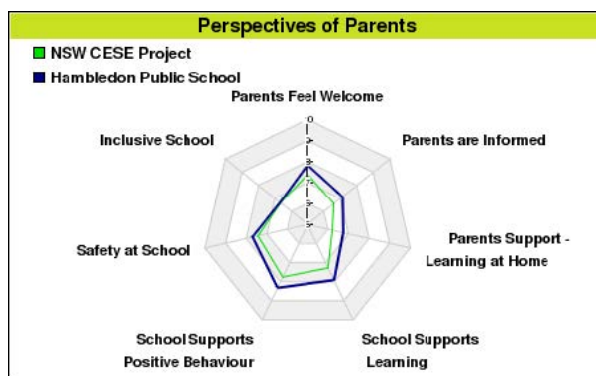 Perspectives of Parents
NSW CESE Project
Hambledon Public School
Parents Feel Welcome
Inclusive School
Parents are Informed
Safety at School
Parents Support -
Learning at Home
School Supports
Positive Behaviour
School Supports
Learning